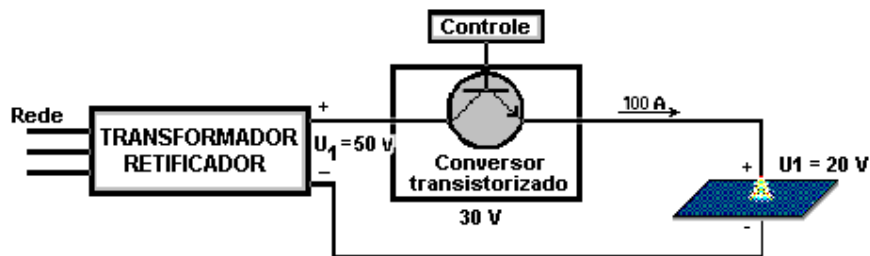 Controle
Rede
TRANSFORMADOR
RETIFICADOR
+
U1 = 50 V
−
Conversor
transistorizado
30 V
100 A
+
U1 = 20 V
-